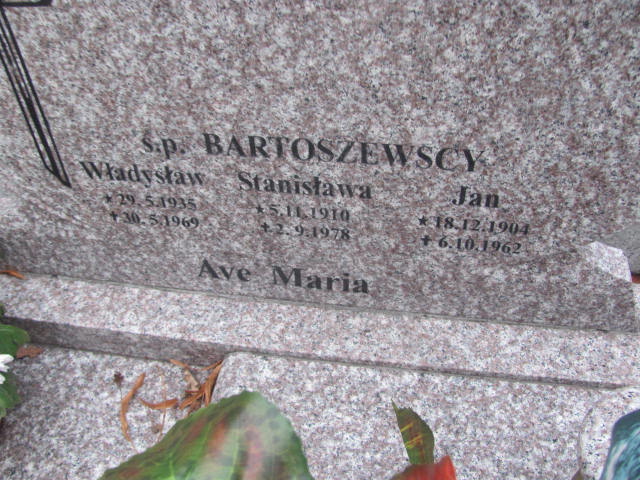 ś.p. BARTOSZEWSCY
Władysław Stanisława Jan
★29.5.1935 ★5.11.1910 ★18.12.1904
✝30.5.1969 ✝2.9.1978 ✝6.10.1962
Ave Maria